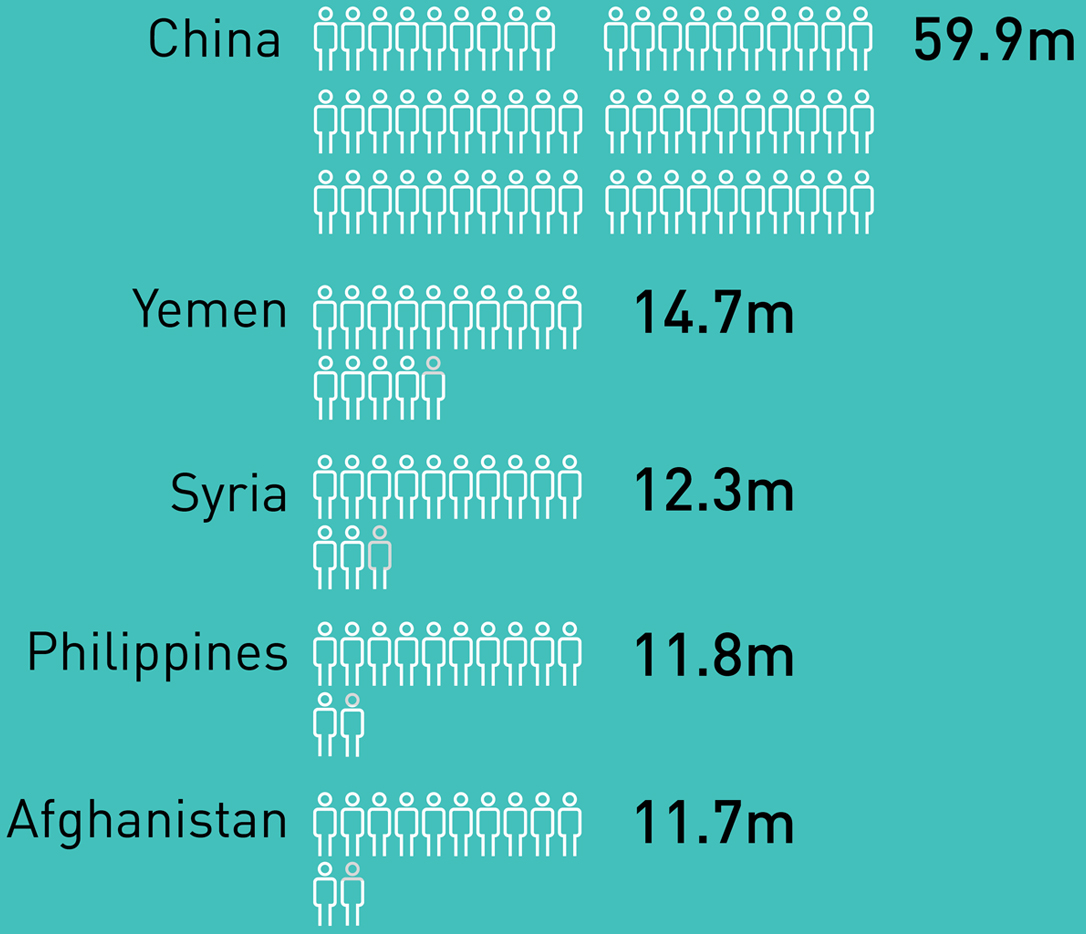 China 59.9m
Yemen 14.7m
Syria 12.3m
Philippines 11.8m
Afghanistan 11.7m